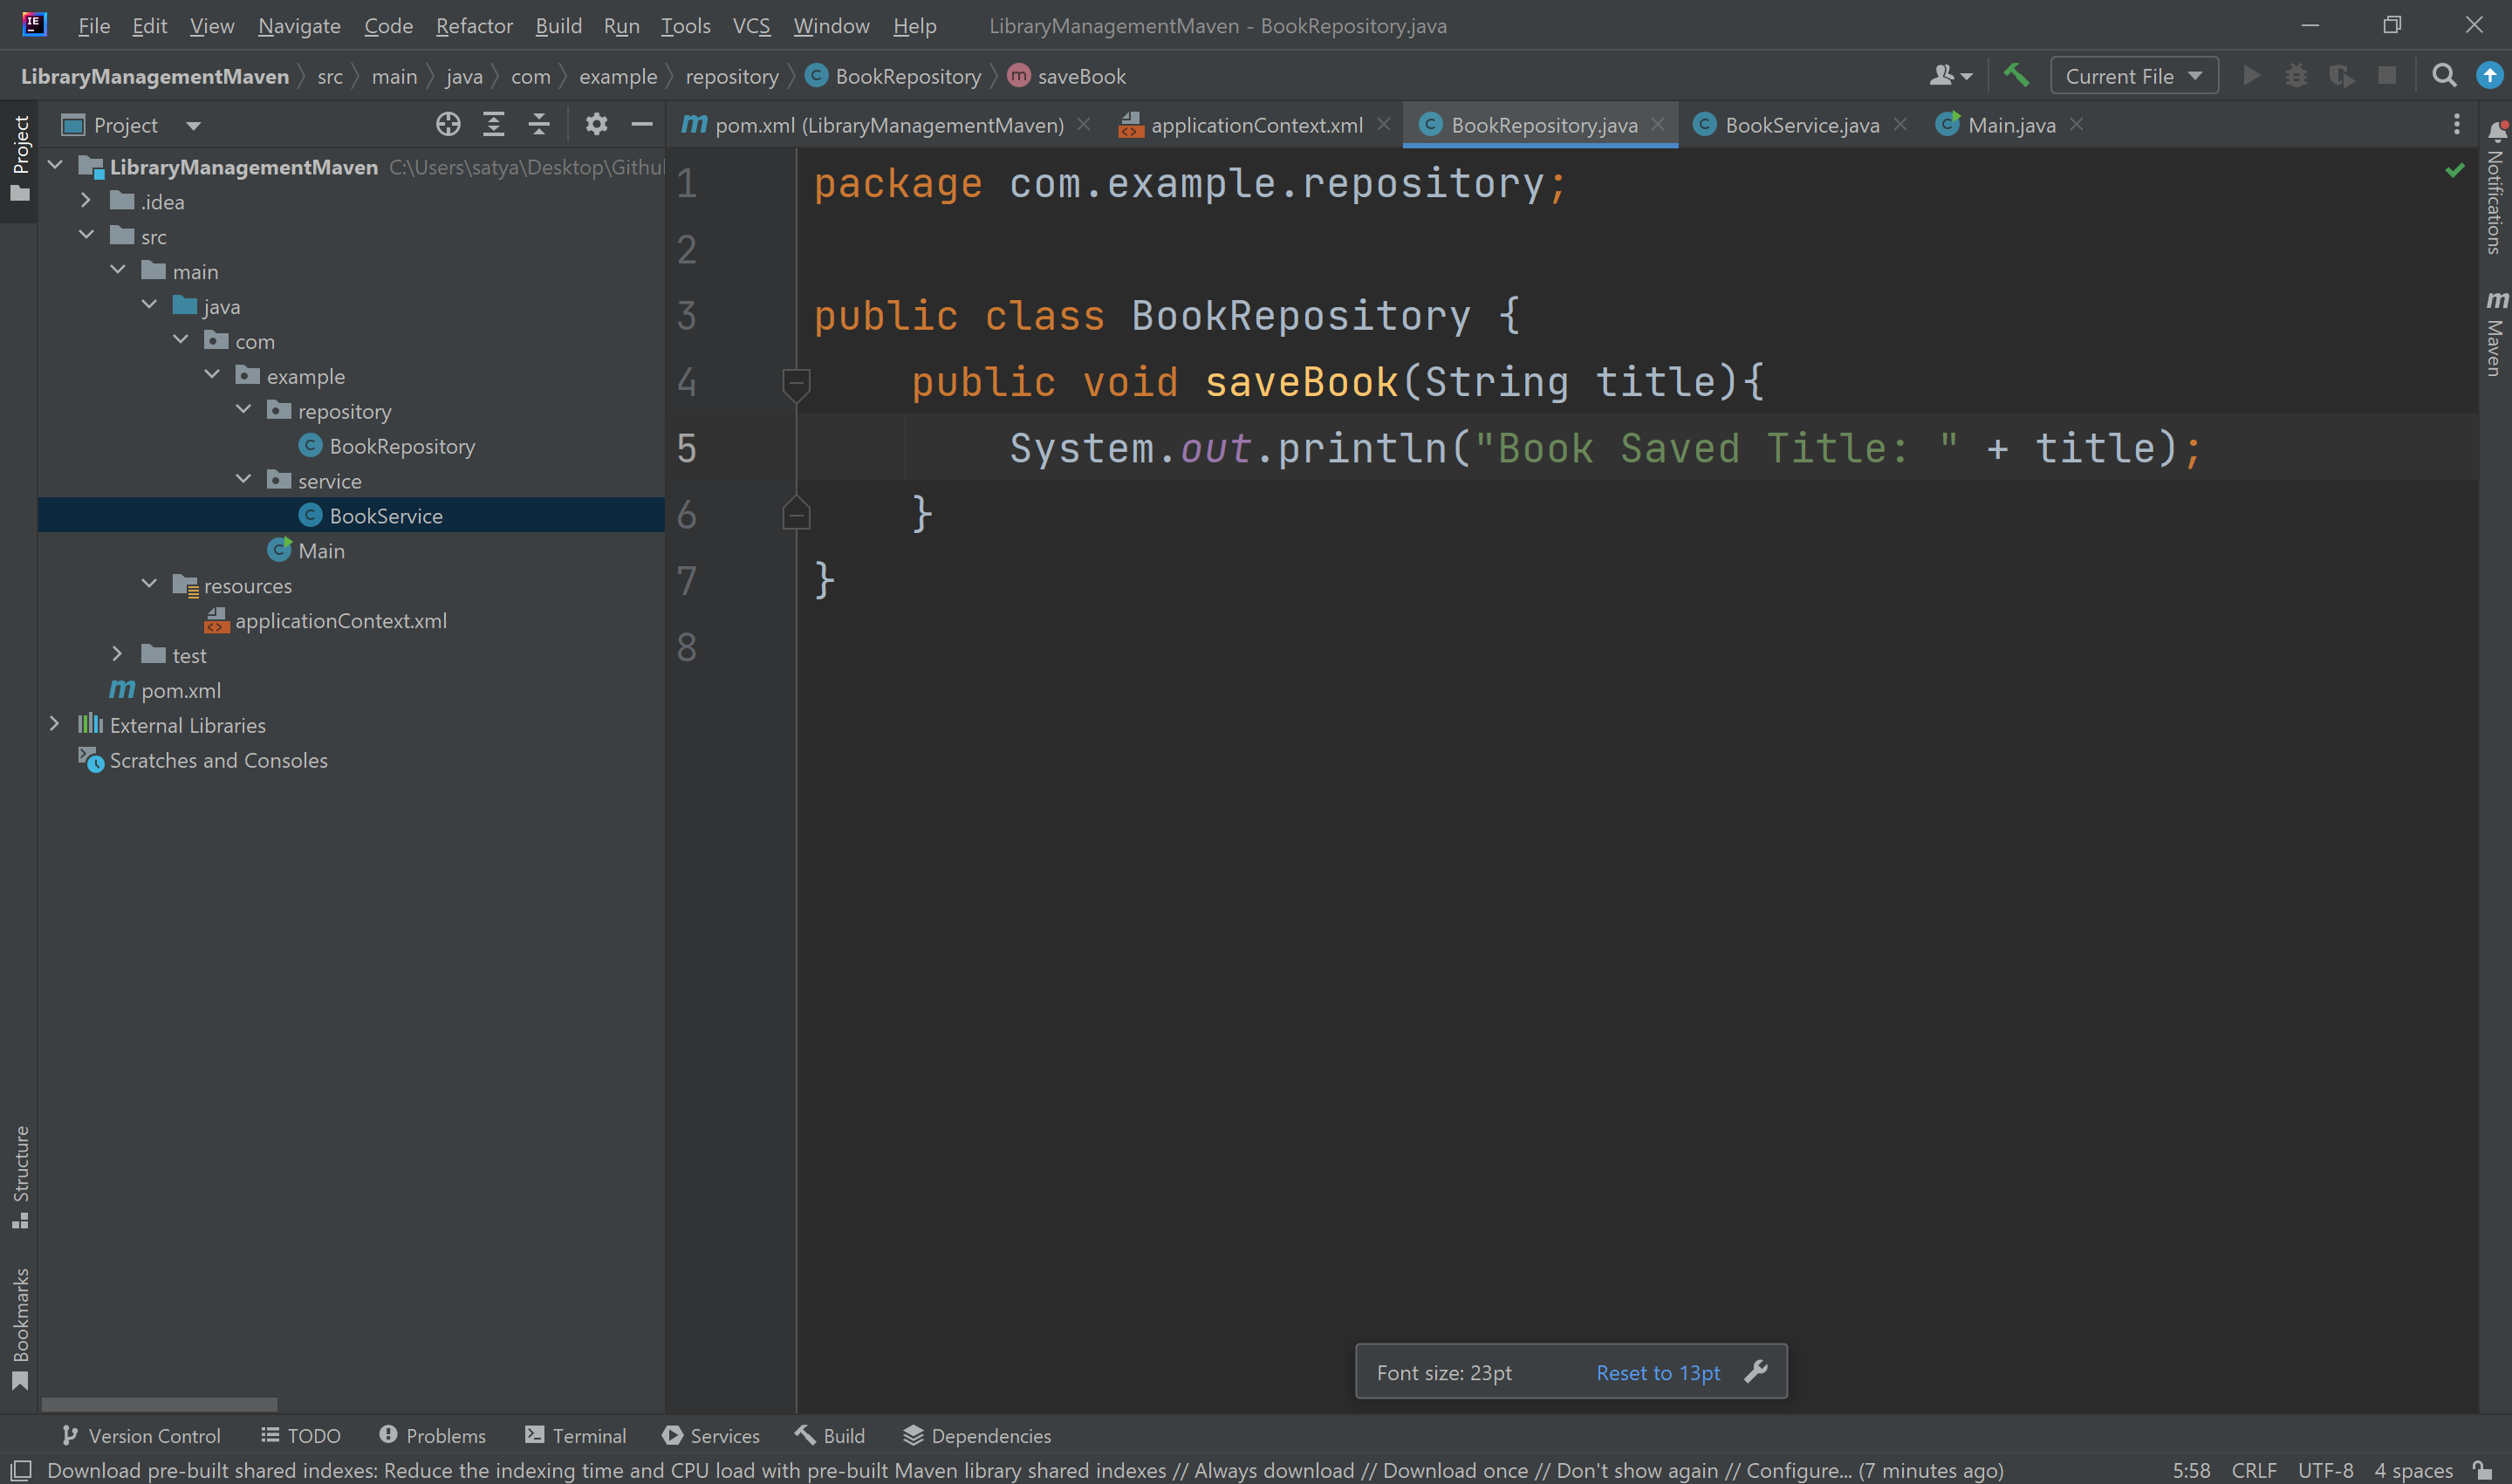 File Edit View Navigate Code Refactor Build Run Tools VCS Window Help LibraryManagementMaven - BookRepository.java
LibraryManagementMaven src main java com example repository C BookRepository m saveBook Current File
Project
m pom.xml (LibraryManagementMaven) applicationContext.xml C BookRepository.java C BookService.java C Main.java
Project
LibraryManagementMaven C:\Users\satya\Desktop\Github
.idea
src
main
java
com
example
repository
C BookRepository
service
C BookService
C Main
resources
applicationContext.xml
test
m pom.xml
External Libraries
Scratches and Consoles
Structure
Bookmarks
1 package com.example.repository;
2
3 public class BookRepository {
4 public void saveBook(String title){
5 System.out.println("Book Saved Title: " + title);
6 }
7 }
8
Notifications
m Maven
Font size: 23pt Reset to 13pt
Version Control TODO Problems Terminal Services Build Dependencies
Download pre-built shared indexes: Reduce the indexing time and CPU load with pre-built Maven library shared indexes // Always download // Download once // Don't show again // Configure... (7 minutes ago) 5:58 CRLF UTF-8 4 spaces